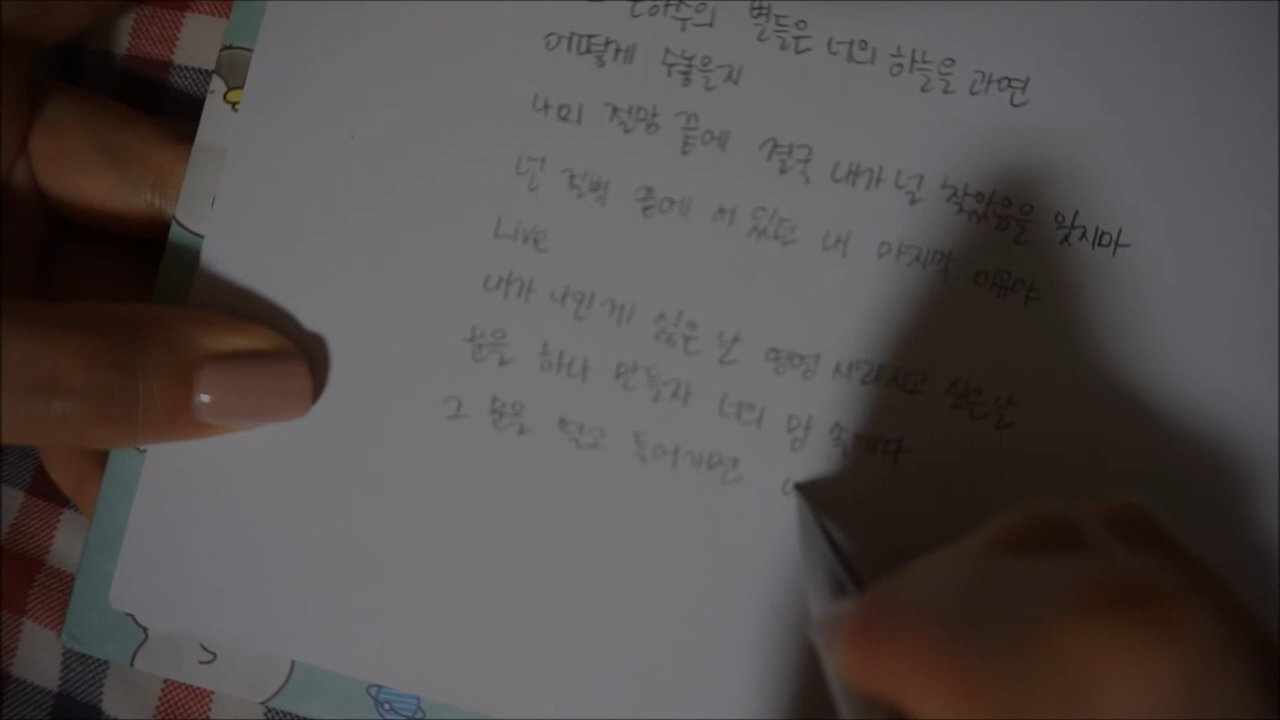 은하수의 별들은 너의 하늘을 과연
어떻게 수놓을지
나의 절망 끝에 결국 내가 널 찾았음을 잊지마
넌 절벽 끝에 서 있던 내 마지막 이유야
Live
내가 나인 게 싫은 날 영영 사라지고 싶은 날
문을 하나 만들자 너의 맘 속에다
그 문을 열고 들어가면